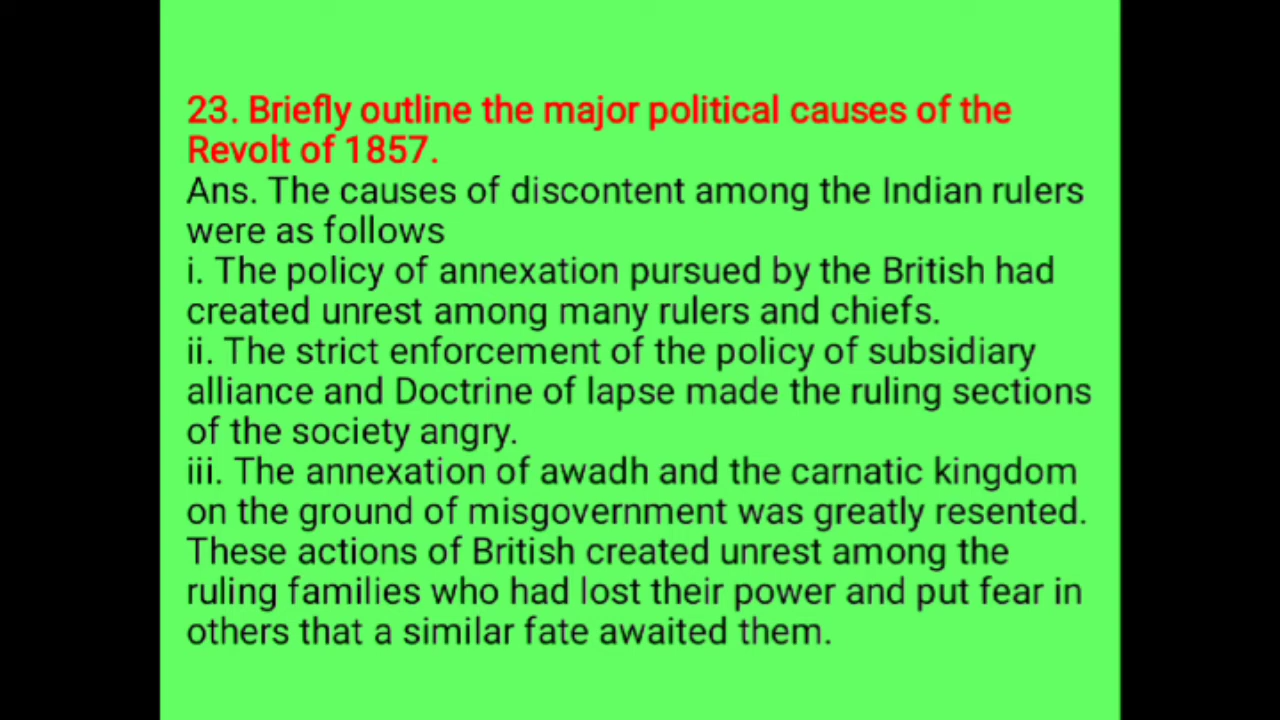 23. Briefly outline the major political causes of the
Revolt of 1857.
Ans. The causes of discontent among the Indian rulers
were as follows
i. The policy of annexation pursued by the British had
created unrest among many rulers and chiefs.
ii. The strict enforcement of the policy of subsidiary
alliance and Doctrine of lapse made the ruling sections
of the society angry.
iii. The annexation of awadh and the carnatic kingdom
on the ground of misgovernment was greatly resented.
These actions of British created unrest among the
ruling families who had lost their power and put fear in
others that a similar fate awaited them.